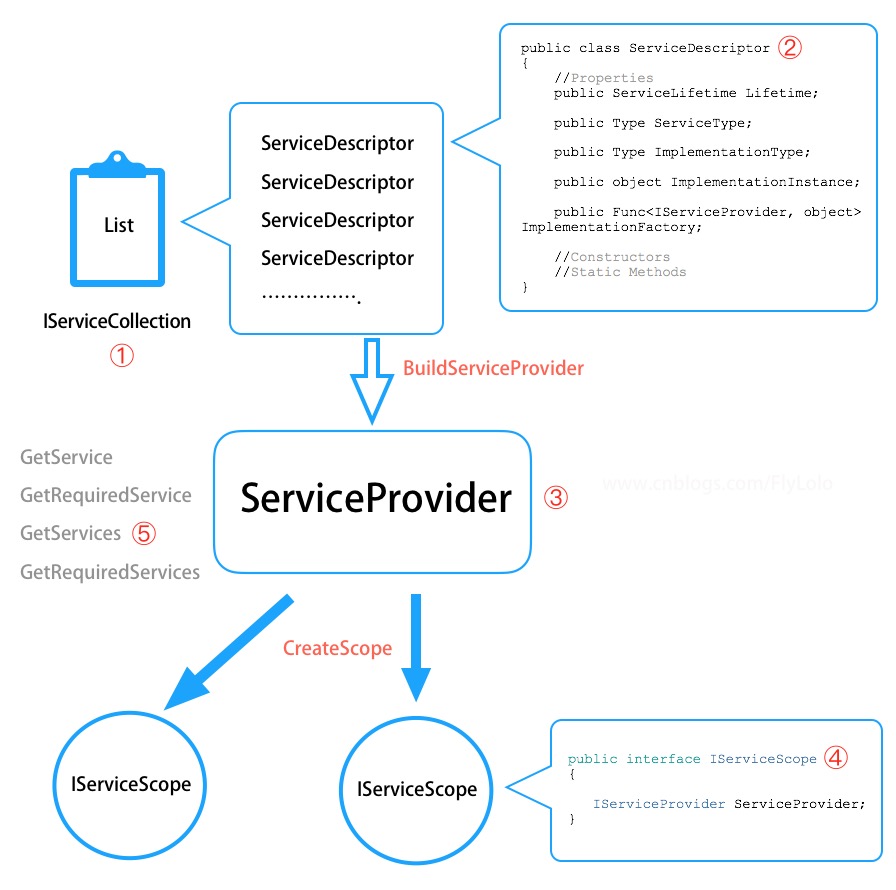 public class ServiceDescriptor ②
{
//Properties
public ServiceLifetime Lifetime;
public Type ServiceType;
public Type ImplementationType;
public object ImplementationInstance;
public Func<IServiceProvider, object>
ImplementationFactory;
//Constructors
//Static Methods
}
ServiceDescriptor
ServiceDescriptor
ServiceDescriptor
ServiceDescriptor
................
List
IServiceCollection
①
BuildServiceProvider
GetService
GetRequiredService
GetServices ⑤
GetRequiredServices
ServiceProvider ③
www.cnblogs.com/FlyLolo
CreateScope
IServiceScope
IServiceScope
public interface IServiceScope ④
{
IServiceProvider ServiceProvider;
}